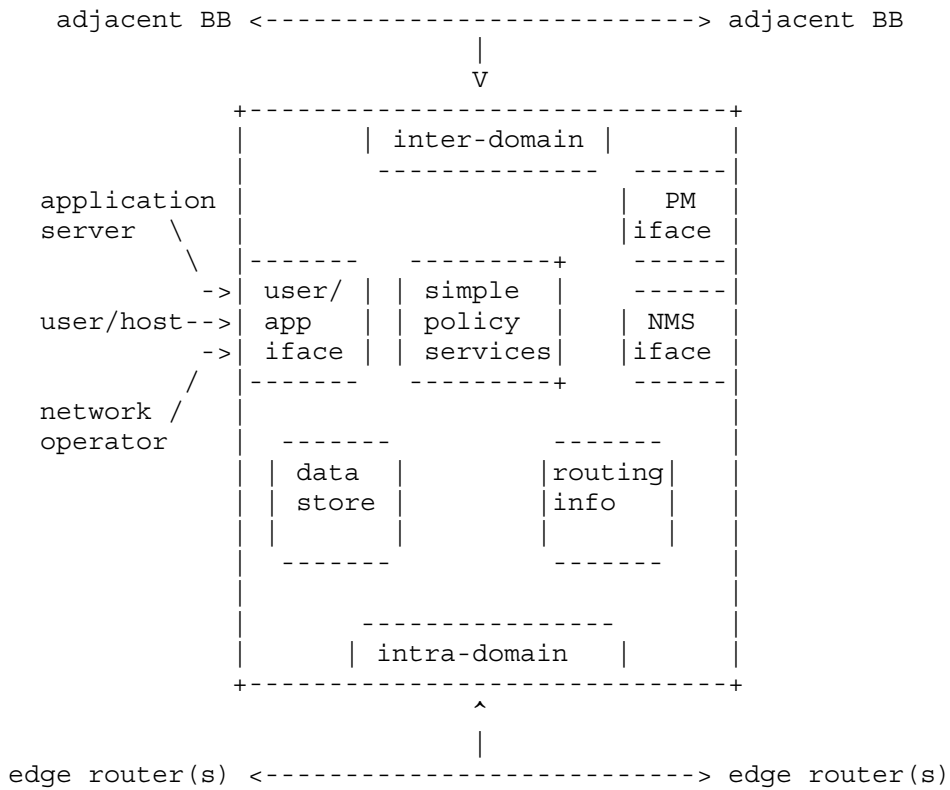 adjacent BB <---------------------------> adjacent BB
|
V
inter-domain
application PM
server iface
user/ simple
user/host--> app policy NMS
iface services iface
network
operator
data routing
store info
intra-domain
^
|
edge router(s) <---------------------------> edge router(s)